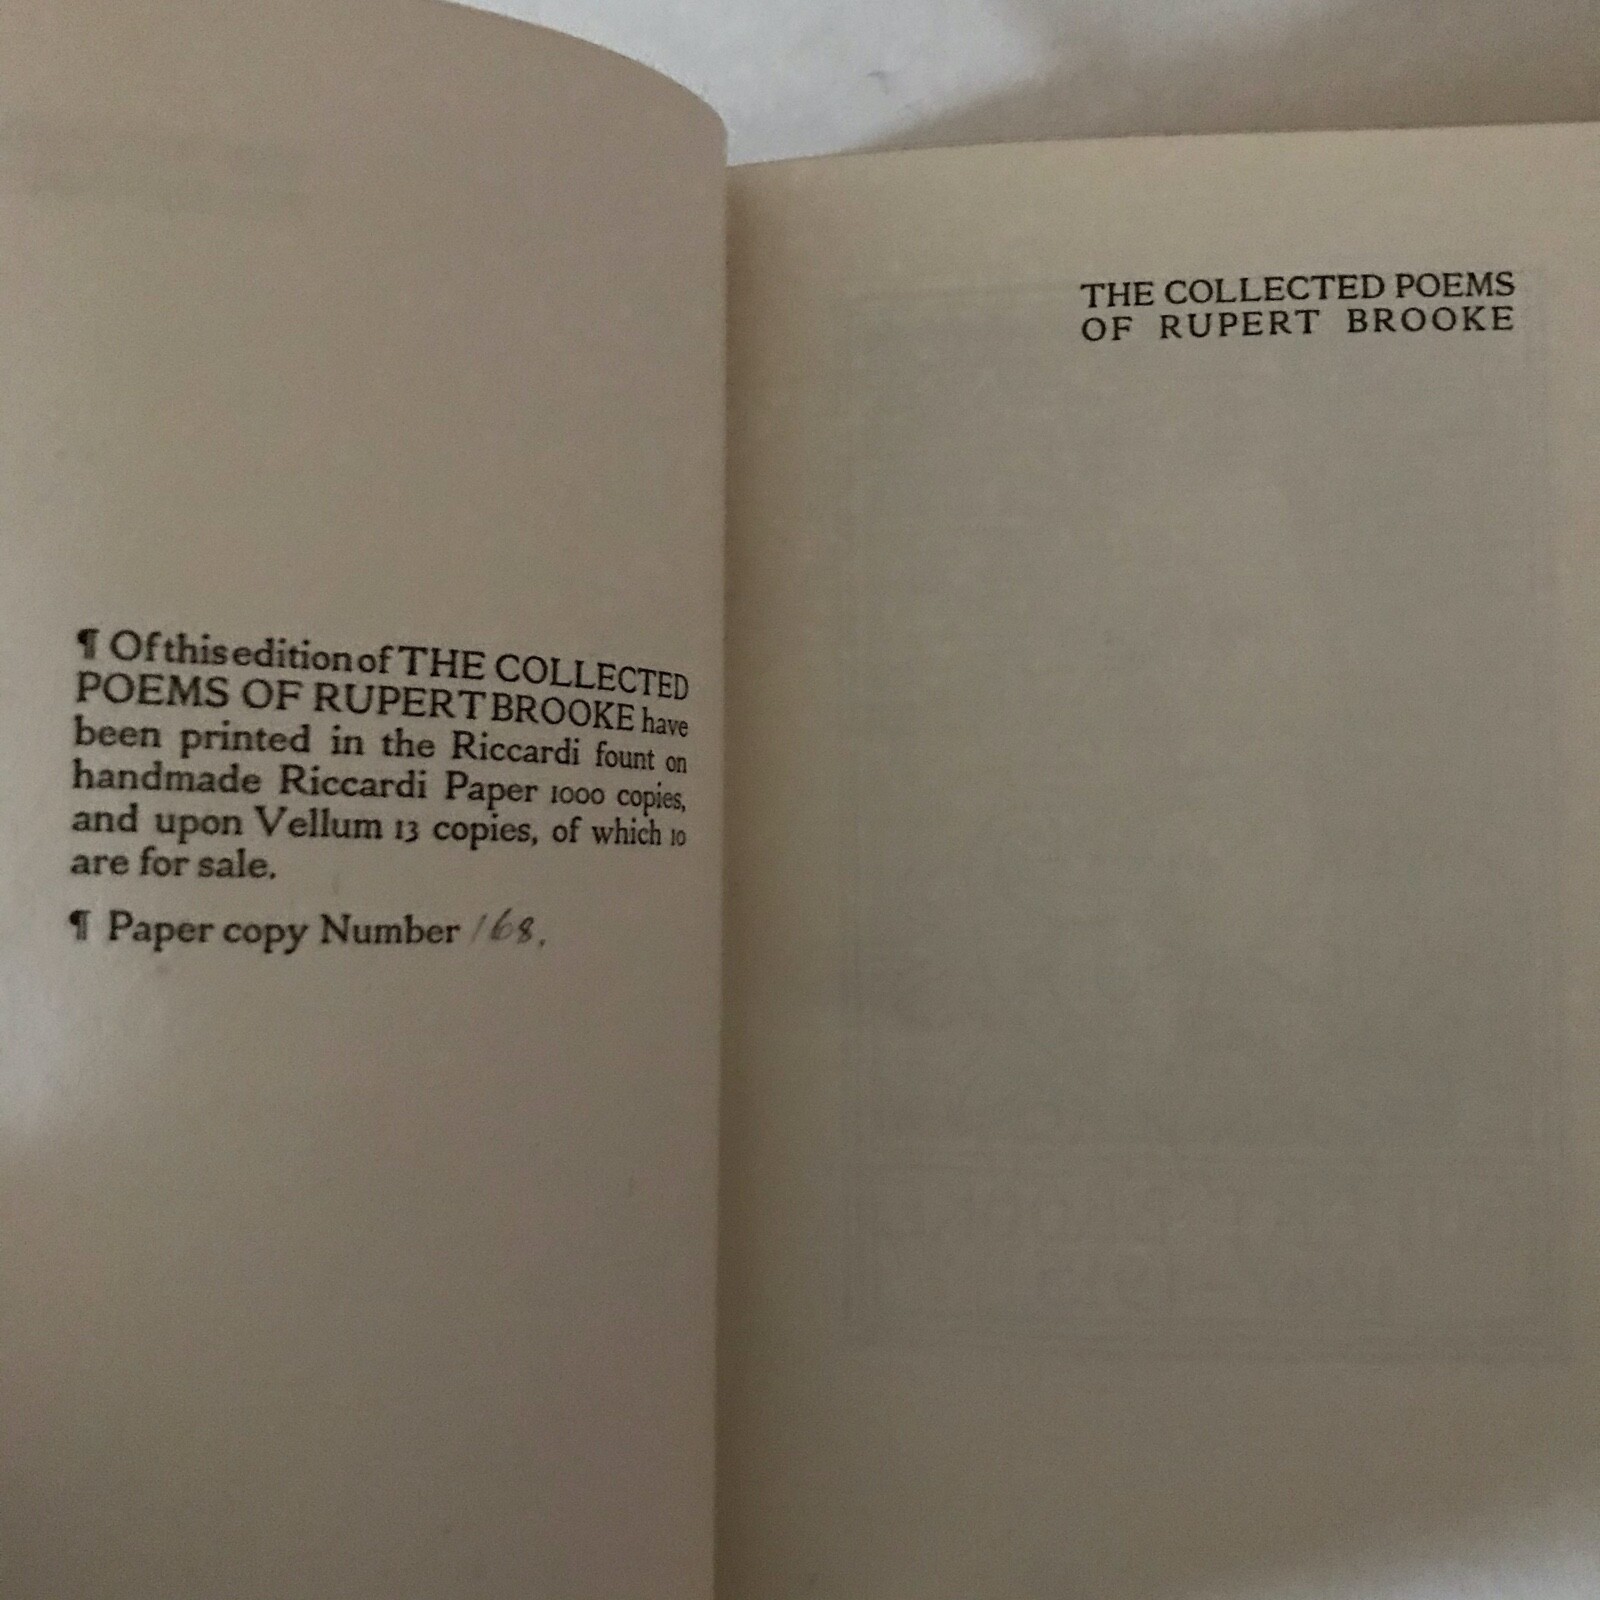 ¶ Of this edition of THE COLLECTED
POEMS OF RUPERT BROOKE have
been printed in the Riccardi fount on
handmade Riccardi Paper 1000 copies,
and upon Vellum 13 copies, of which 10
are for sale.
¶ Paper copy Number 168.
THE COLLECTED POEMS
OF RUPERT BROOKE